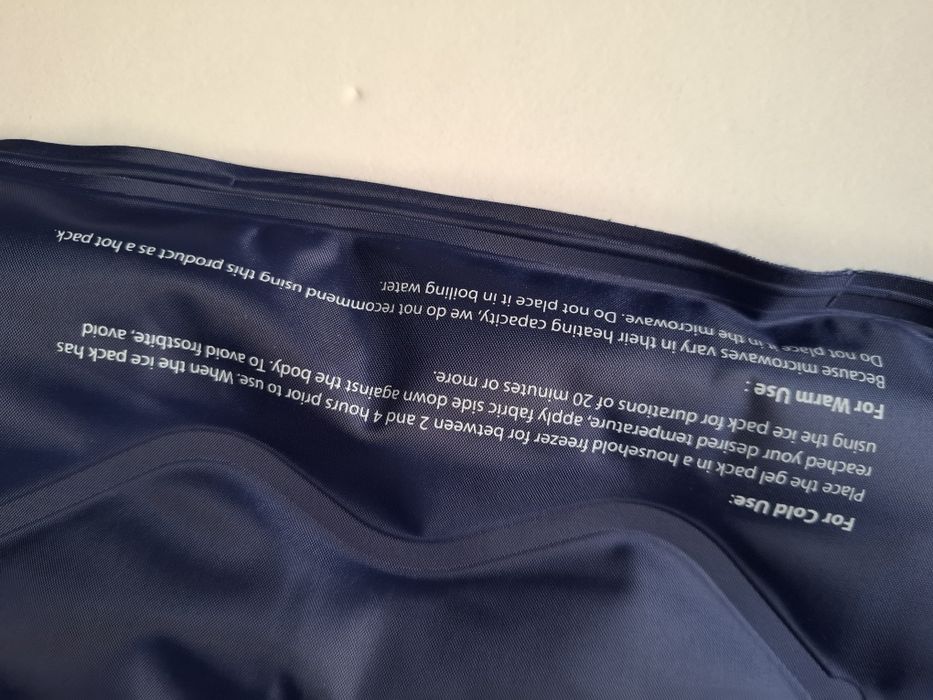 For Cold Use:
Place the gel pack in a household freezer for between 2 and 4 hours prior to use. When the ice pack has
reached your desired temperature, apply fabric side down against the body. To avoid frostbite, avoid
using the ice pack for durations of 20 minutes or more.
For Warm Use :
Because microwaves vary in their heating capacity, we do not recommend using this product as a hot pack.
Do not place it in the microwave. Do not place it in boiling water.